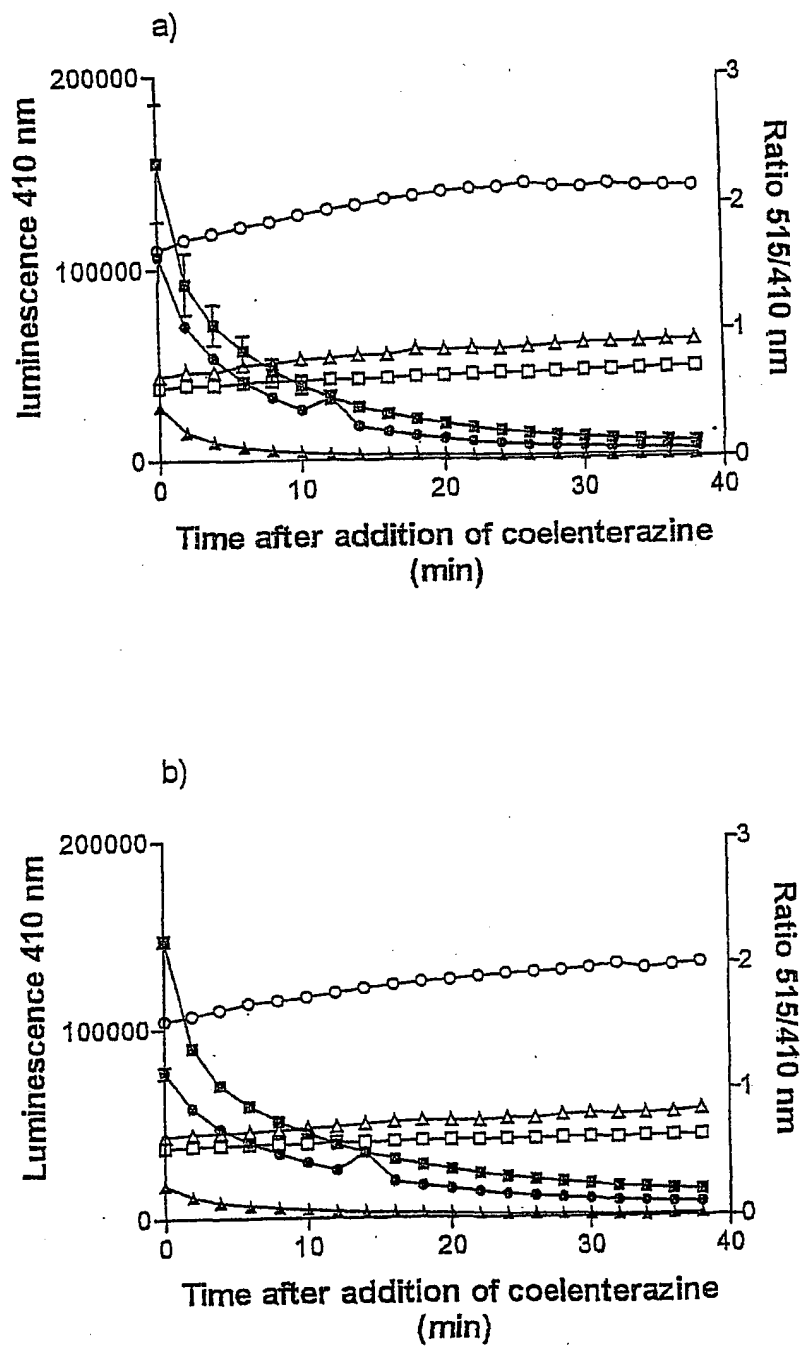 a)
luminescence 410 nm
200000
100000
0
3
2
1
0
Ratio 515/410 nm
0 10 20 30 40
Time after addition of coelenterazine
(min)
b)
Luminescence 410 nm
200000
100000
0
3
2
1
0
Ratio 515/410 nm
0 10 20 30 40
Time after addition of coelenterazine
(min)